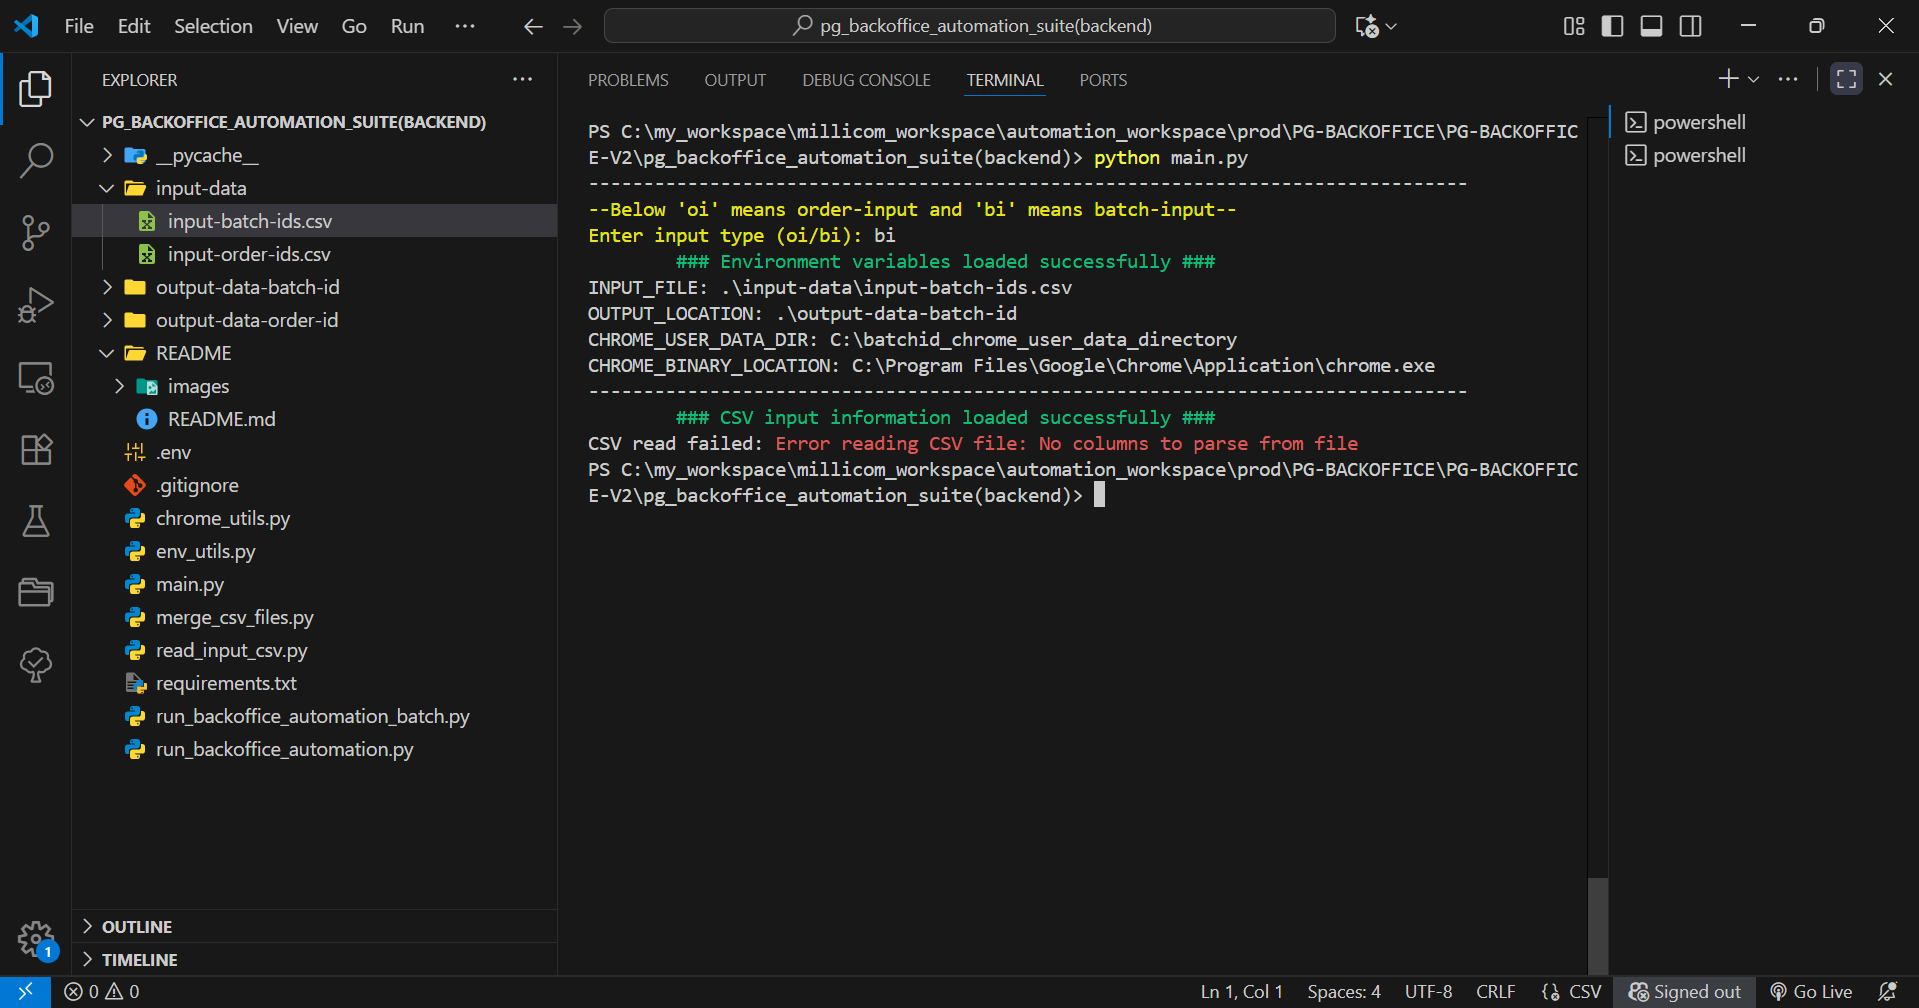 File Edit Selection View Go Run ··· pg_backoffice_automation_suite(backend)
EXPLORER
PG_BACKOFFICE_AUTOMATION_SUITE(BACKEND)
__pycache__
input-data
input-batch-ids.csv
input-order-ids.csv
output-data-batch-id
output-data-order-id
README
images
README.md
.env
.gitignore
chrome_utils.py
env_utils.py
main.py
merge_csv_files.py
read_input_csv.py
requirements.txt
run_backoffice_automation_batch.py
run_backoffice_automation.py
OUTLINE
TIMELINE
1
PROBLEMS OUTPUT DEBUG CONSOLE TERMINAL PORTS
PS C:\my_workspace\millicom_workspace\automation_workspace\prod\PG-BACKOFFICE\PG-BACKOFFIC
E-V2\pg_backoffice_automation_suite(backend)> python main.py
--------------------------------------------------------------------------------
--Below 'oi' means order-input and 'bi' means batch-input--
Enter input type (oi/bi): bi
### Environment variables loaded successfully ###
INPUT_FILE: .\input-data\input-batch-ids.csv
OUTPUT_LOCATION: .\output-data-batch-id
CHROME_USER_DATA_DIR: C:\batchid_chrome_user_data_directory
CHROME_BINARY_LOCATION: C:\Program Files\Google\Chrome\Application\chrome.exe
--------------------------------------------------------------------------------
### CSV input information loaded successfully ###
CSV read failed: Error reading CSV file: No columns to parse from file
PS C:\my_workspace\millicom_workspace\automation_workspace\prod\PG-BACKOFFICE\PG-BACKOFFIC
E-V2\pg_backoffice_automation_suite(backend)>
powershell
powershell
0 0 Ln 1, Col 1 Spaces: 4 UTF-8 CRLF CSV Signed out Go Live